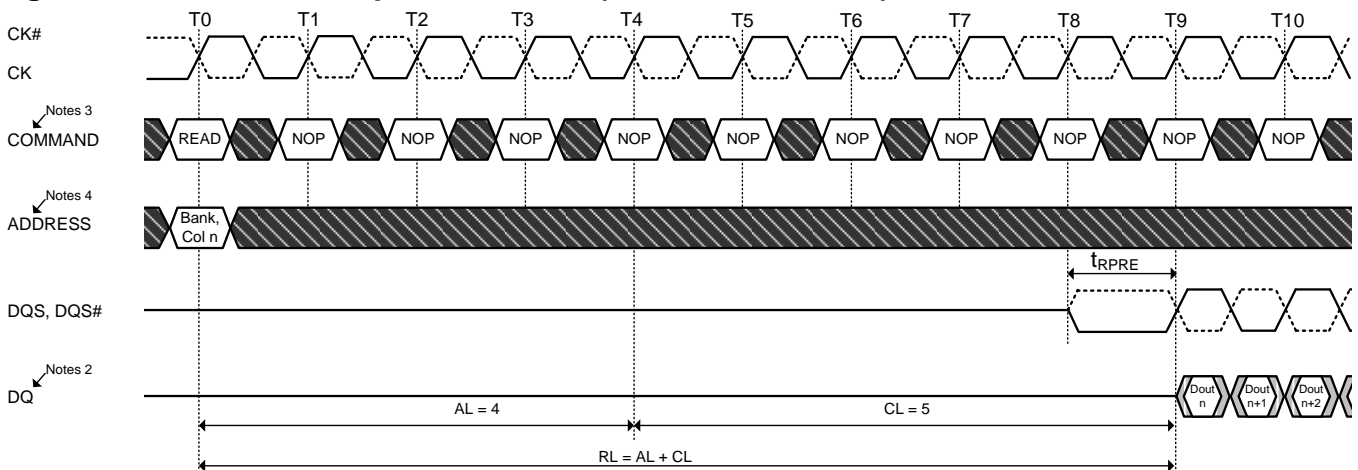 T0 T1 T2 T3 T4 T5 T6 T7 T8 T9 T10
CK#
CK
Notes 3
COMMAND
READ NOP NOP NOP NOP NOP NOP NOP NOP NOP NOP
Notes 4
ADDRESS
Bank,
Col n
tRPRE
DQS, DQS#
Notes 2
DQ
Dout
n
Dout
n+1
Dout
n+2
AL = 4
CL = 5
RL = AL + CL